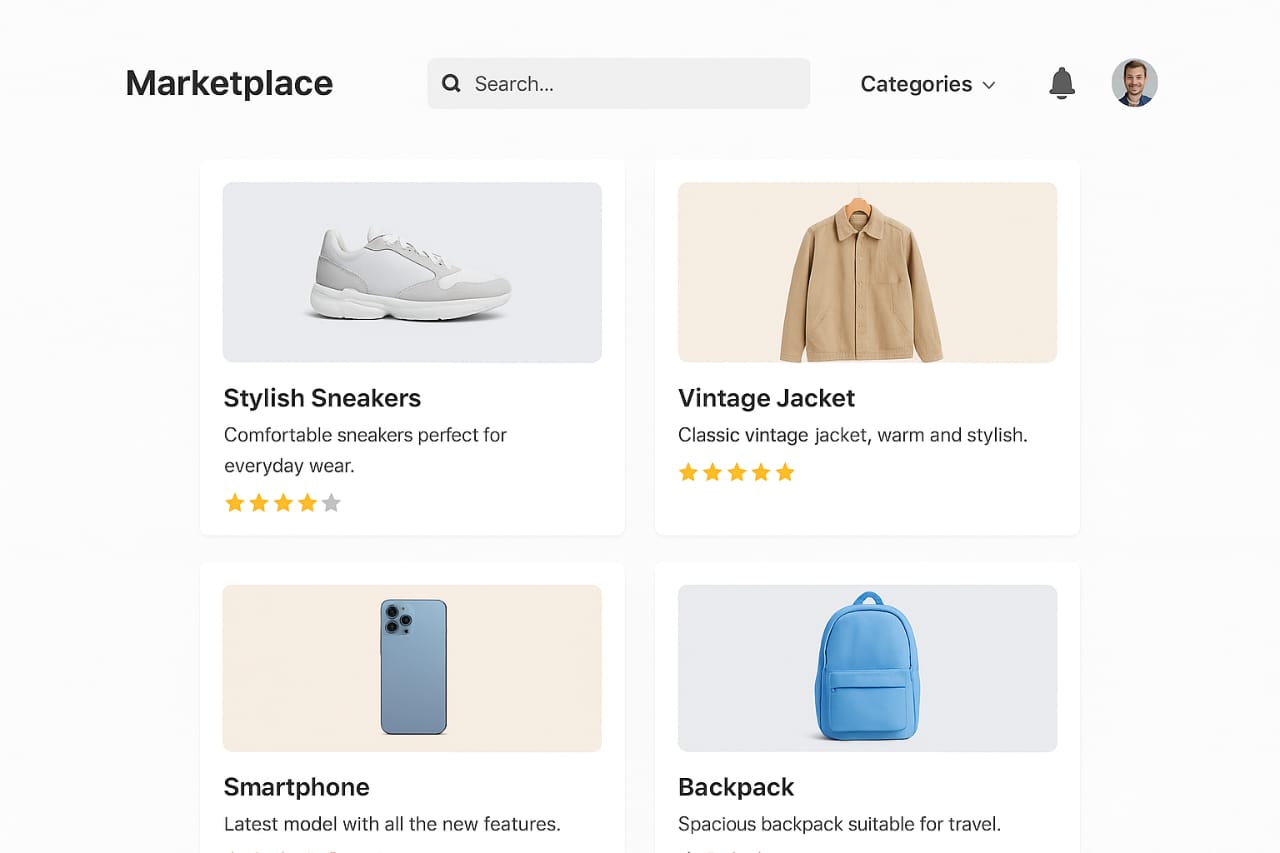 Marketplace
Search...
Categories
Stylish Sneakers
Comfortable sneakers perfect for
everyday wear.
Vintage Jacket
Classic vintage jacket, warm and stylish.
Smartphone
Latest model with all the new features.
Backpack
Spacious backpack suitable for travel.